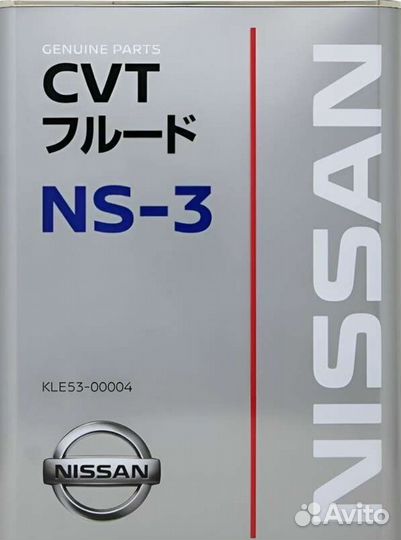 GENUINE PARTS
CVT
フルード
NS-3
KLE53-00004
NISSAN
NISSAN
Avito